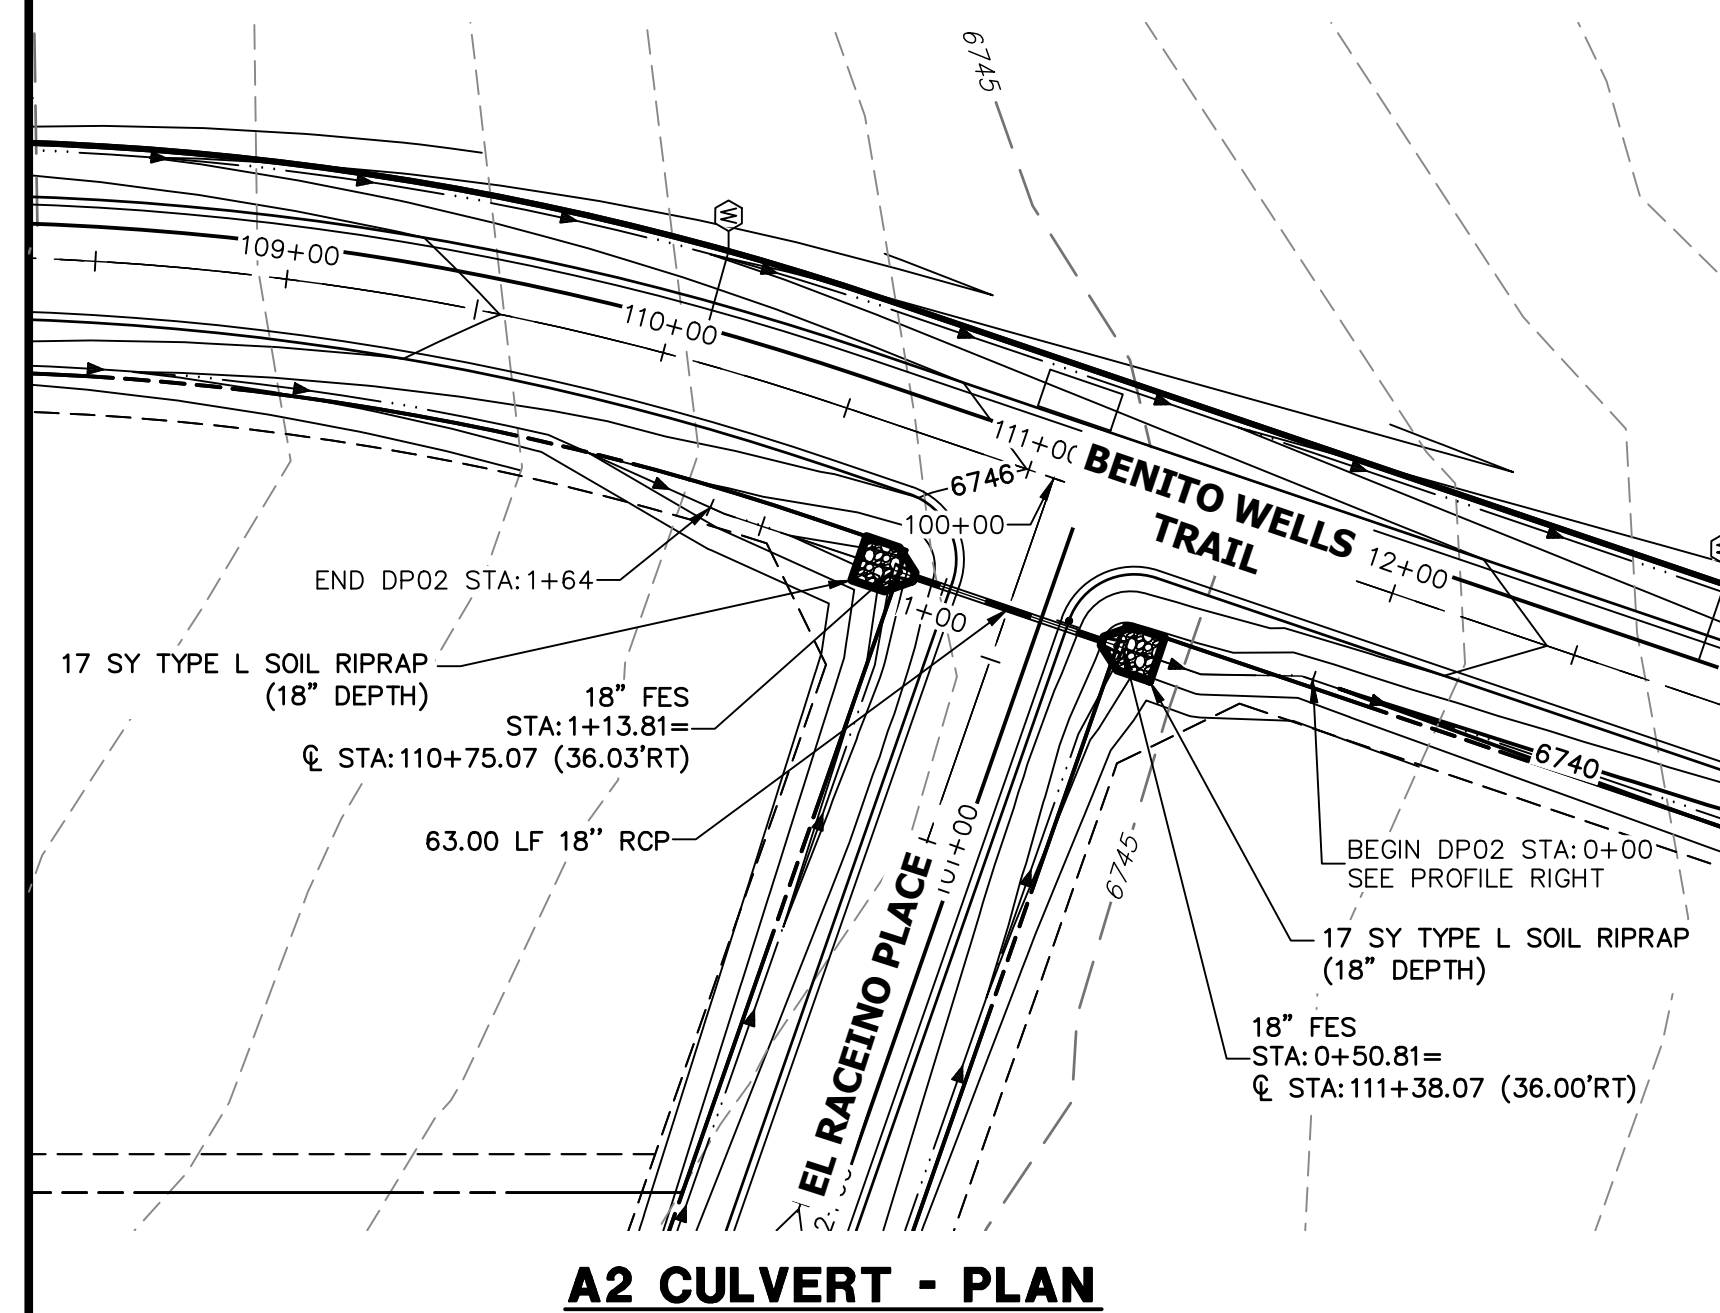 6745
W
109+00
110+00
111+00
BENITO WELLS
TRAIL
6746
100+00
12+00
END DP02 STA:1+64
1+00
17 SY TYPE L SOIL RIPRAP
(18" DEPTH)
18" FES
STA:1+13.81=
℄ STA:110+75.07 (36.03'RT)
63.00 LF 18" RCP
6740
101+00
6745
EL RACEINO PLACE
BEGIN DP02 STA:0+00
SEE PROFILE RIGHT
17 SY TYPE L SOIL RIPRAP
(18" DEPTH)
18" FES
STA:0+50.81=
℄ STA:111+38.07 (36.00'RT)
A2 CULVERT - PLAN